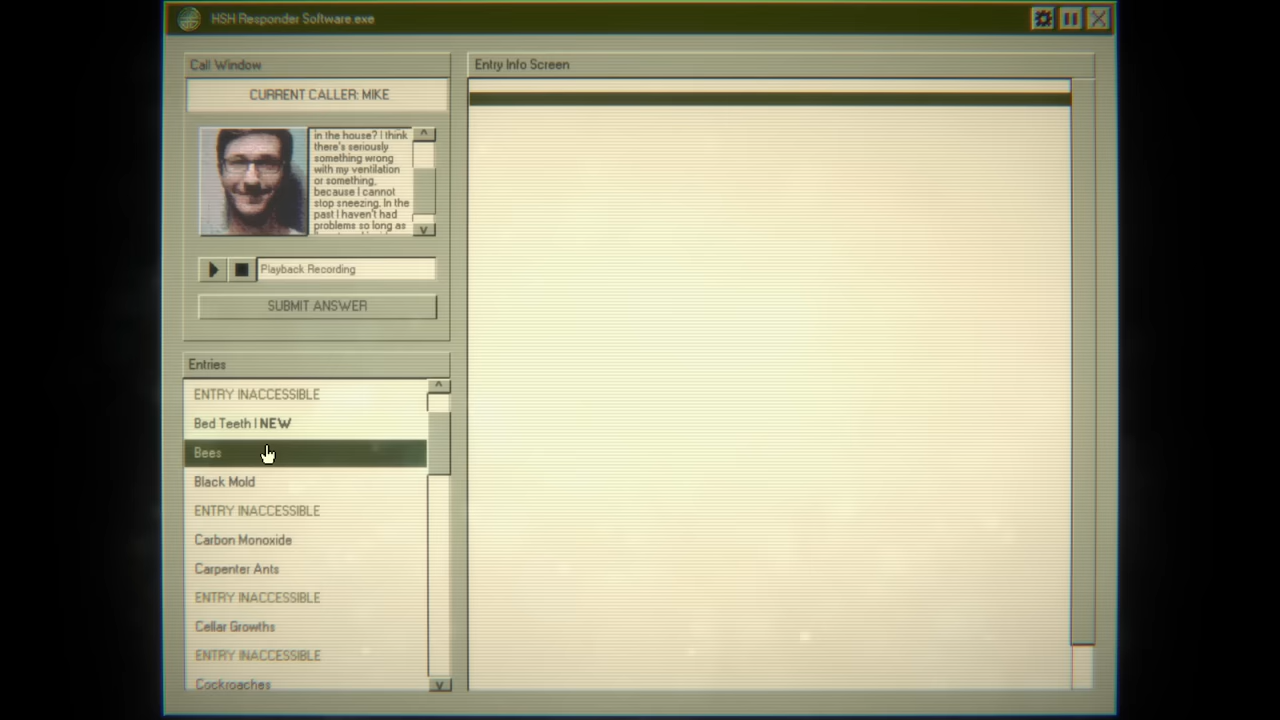 HSH Responder Software.exe
Call Window
CURRENT CALLER: MIKE
in the house? I think
there's seriously
something wrong
with my ventilation
or something,
because I cannot
stop sneezing. In the
past I haven't had
problems so long as
Playback Recording
SUBMIT ANSWER
Entries
ENTRY INACCESSIBLE
Bed Teeth | NEW
Bees
Black Mold
ENTRY INACCESSIBLE
Carbon Monoxide
Carpenter Ants
ENTRY INACCESSIBLE
Cellar Growths
ENTRY INACCESSIBLE
Cockroaches
Entry Info Screen